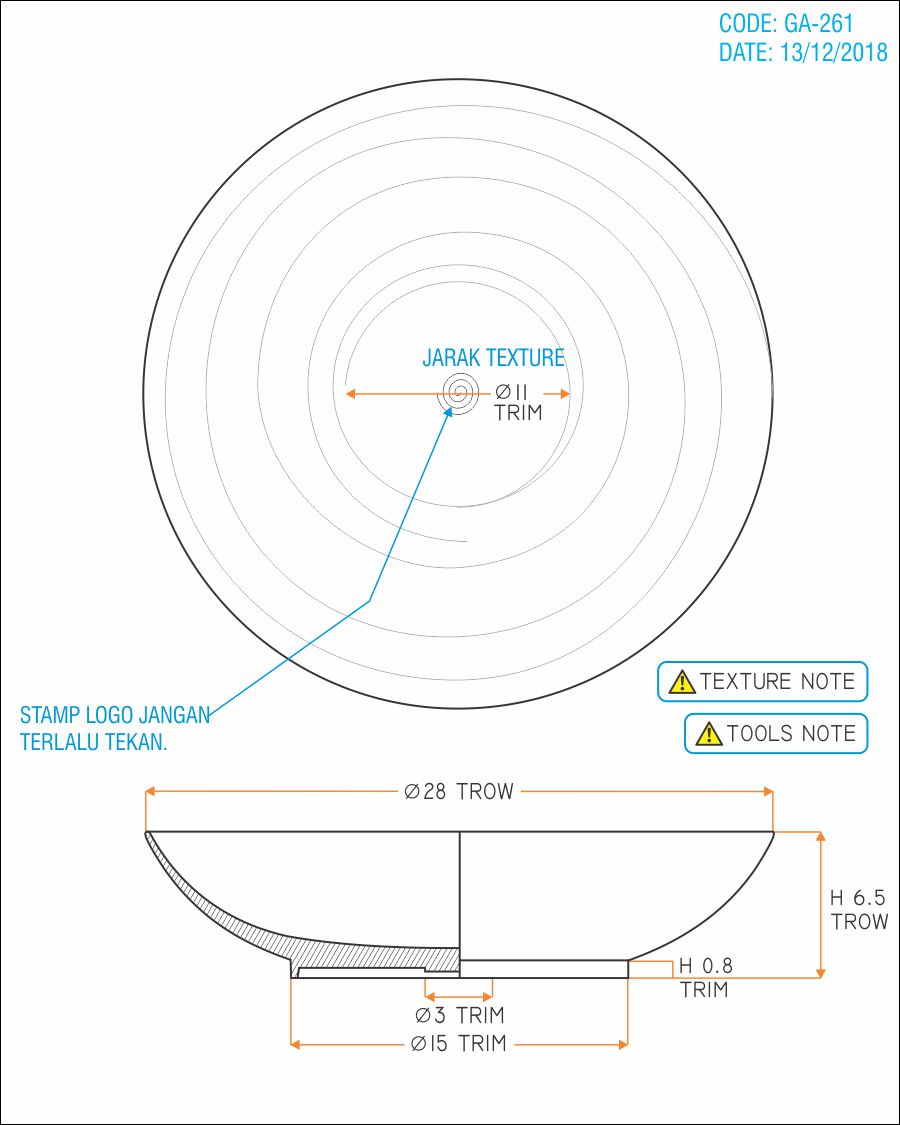 CODE: GA-261
DATE: 13/12/2018
JARAK TEXTURE
Ø11
TRIM
TEXTURE NOTE
STAMP LOGO JANGAN
TERLALU TEKAN.
TOOLS NOTE
Ø28 TROW
H 6.5
TROW
H 0.8
TRIM
Ø3 TRIM
Ø15 TRIM